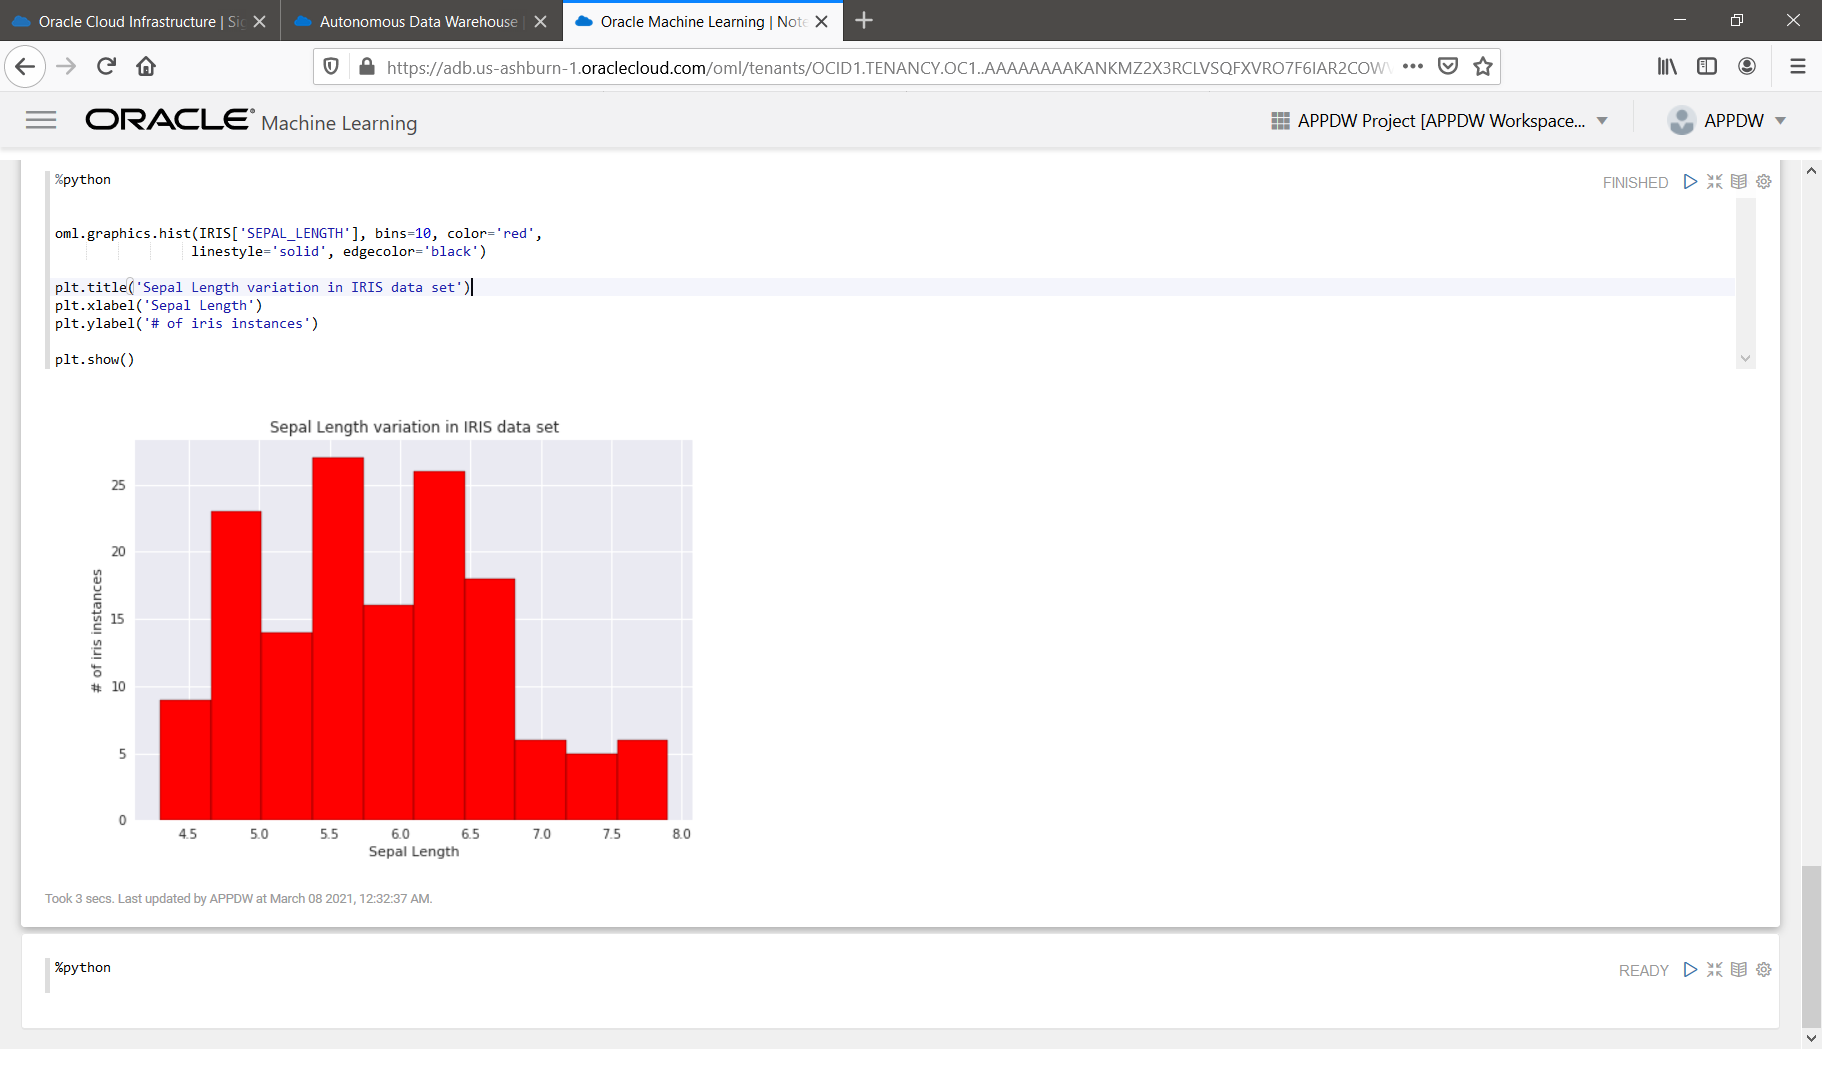 Oracle Cloud Infrastructure | Sig
Autonomous Data Warehouse |
Oracle Machine Learning | Note
https://adb.us-ashburn-1.oraclecloud.com/oml/tenants/OCID1.TENANCY.OC1..AAAAAAAAKANKMZ2X3RCLVSQFXVRO7F6IAR2COWV
ORACLE® Machine Learning
APPDW Project [APPDW Workspace...
APPDW
%python
FINISHED
oml.graphics.hist(IRIS['SEPAL_LENGTH'], bins=10, color='red',
linestyle='solid', edgecolor='black')
plt.title('Sepal Length variation in IRIS data set')
plt.xlabel('Sepal Length')
plt.ylabel('# of iris instances')
plt.show()
Sepal Length variation in IRIS data set
25
20
15
10
5
0
# of iris instances
4.5 5.0 5.5 6.0 6.5 7.0 7.5 8.0
Sepal Length
Took 3 secs. Last updated by APPDW at March 08 2021, 12:32:37 AM.
%python
READY